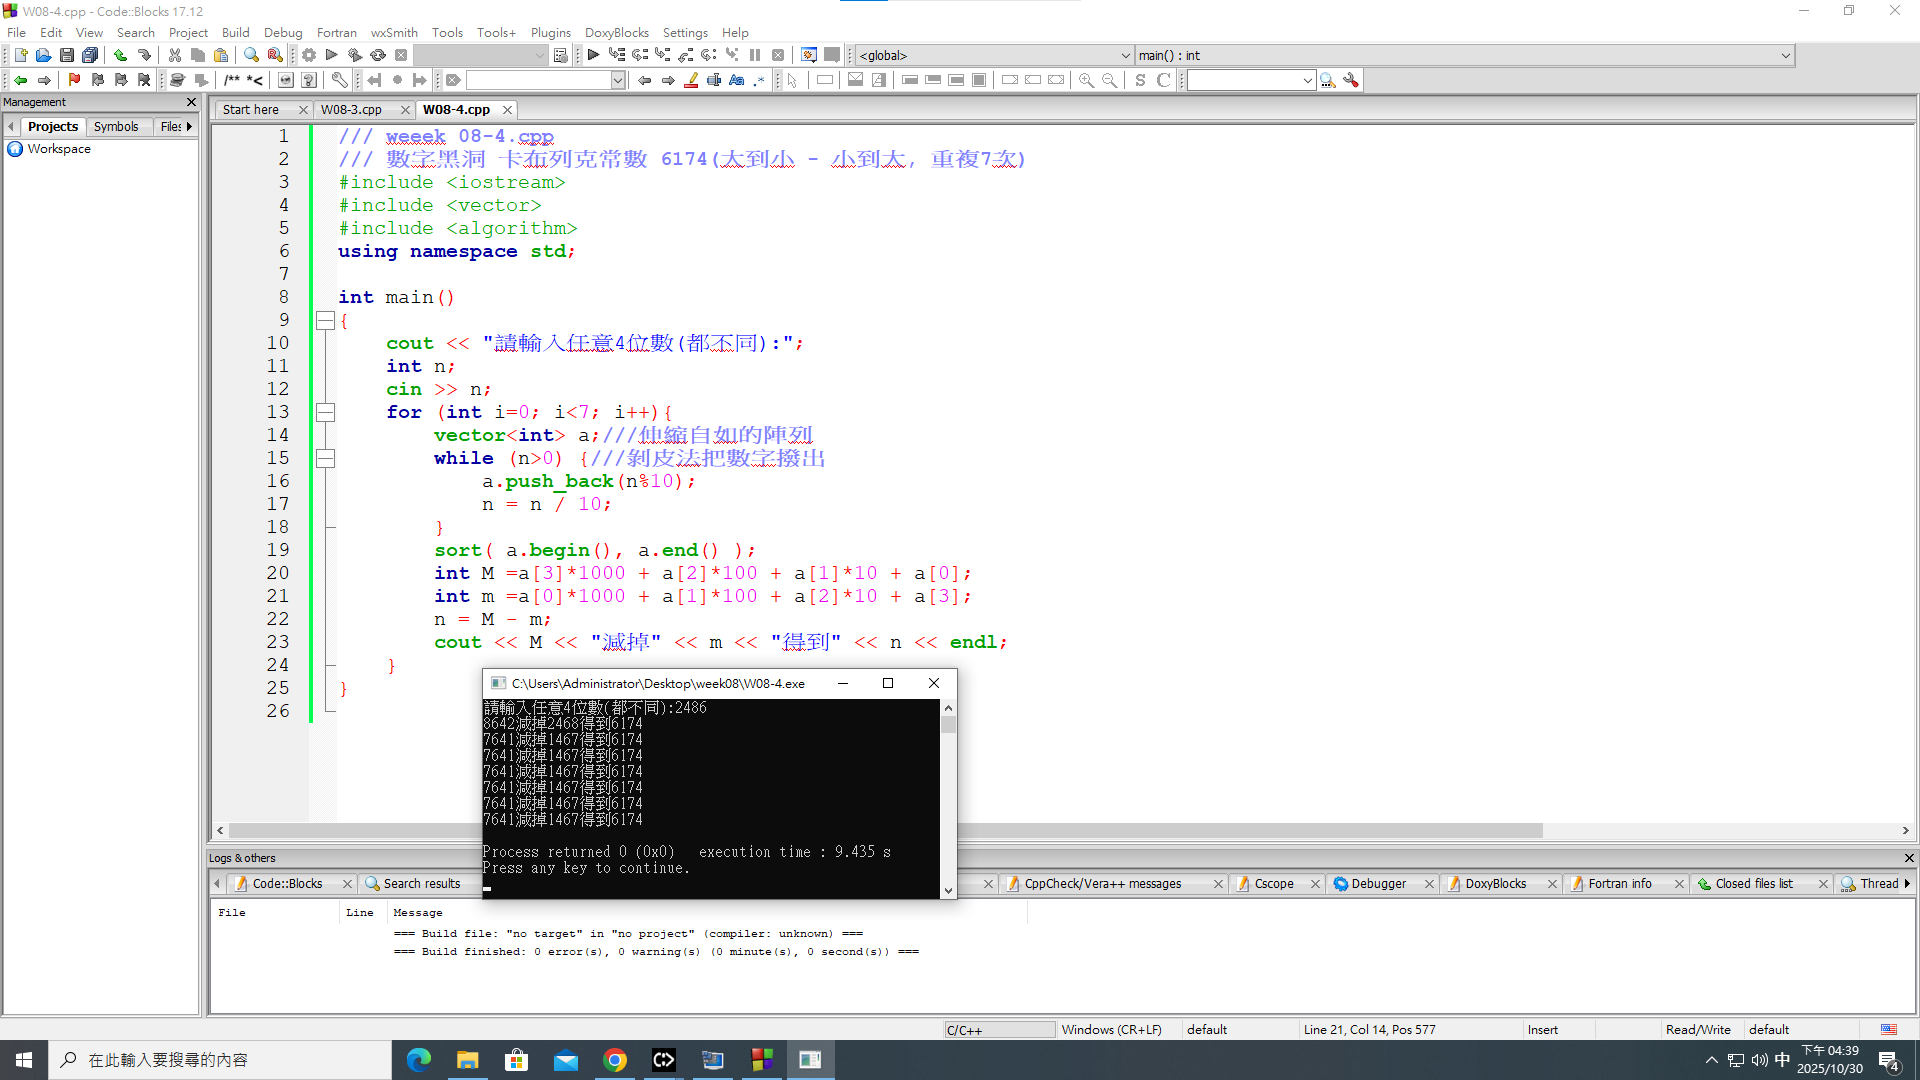 W08-4.cpp - Code::Blocks 17.12
File Edit View Search Project Build Debug Fortran wxSmith Tools Tools+ Plugins DoxyBlocks Settings Help
<global> main() : int
/** *<
Management
Start here W08-3.cpp W08-4.cpp
Projects Symbols Files
Workspace
1 /// weeek 08-4.cpp
2 /// 數字黑洞 卡布列克常數 6174(大到小 - 小到大, 重複7次)
3 #include <iostream>
4 #include <vector>
5 #include <algorithm>
6 using namespace std;
7
8 int main()
9 {
10 cout << "請輸入任意4位數(都不同):";
11 int n;
12 cin >> n;
13 for (int i=0; i<7; i++){
14 vector<int> a;///伸縮自如的陣列
15 while (n>0) {///剝皮法把數字撥出
16 a.push_back(n%10);
17 n = n / 10;
18 }
19 sort( a.begin(), a.end() );
20 int M =a[3]*1000 + a[2]*100 + a[1]*10 + a[0];
21 int m =a[0]*1000 + a[1]*100 + a[2]*10 + a[3];
22 n = M - m;
23 cout << M << "減掉" << m << "得到" << n << endl;
24 }
25 }
26
C:\Users\Administrator\Desktop\week08\W08-4.exe
請輸入任意4位數(都不同):2486
8642減掉2468得到6174
7641減掉1467得到6174
7641減掉1467得到6174
7641減掉1467得到6174
7641減掉1467得到6174
7641減掉1467得到6174
7641減掉1467得到6174
Process returned 0 (0x0) execution time : 9.435 s
Press any key to continue.
Logs & others
Code::Blocks Search results CppCheck/Vera++ messages Cscope Debugger DoxyBlocks Fortran info Closed files list Thread
File Line Message
=== Build file: "no target" in "no project" (compiler: unknown) ===
=== Build finished: 0 error(s), 0 warning(s) (0 minute(s), 0 second(s)) ===
C/C++ Windows (CR+LF) default Line 21, Col 14, Pos 577 Insert Read/Write default
在此輸入要搜尋的內容
中
下午 04:39
2025/10/30
4